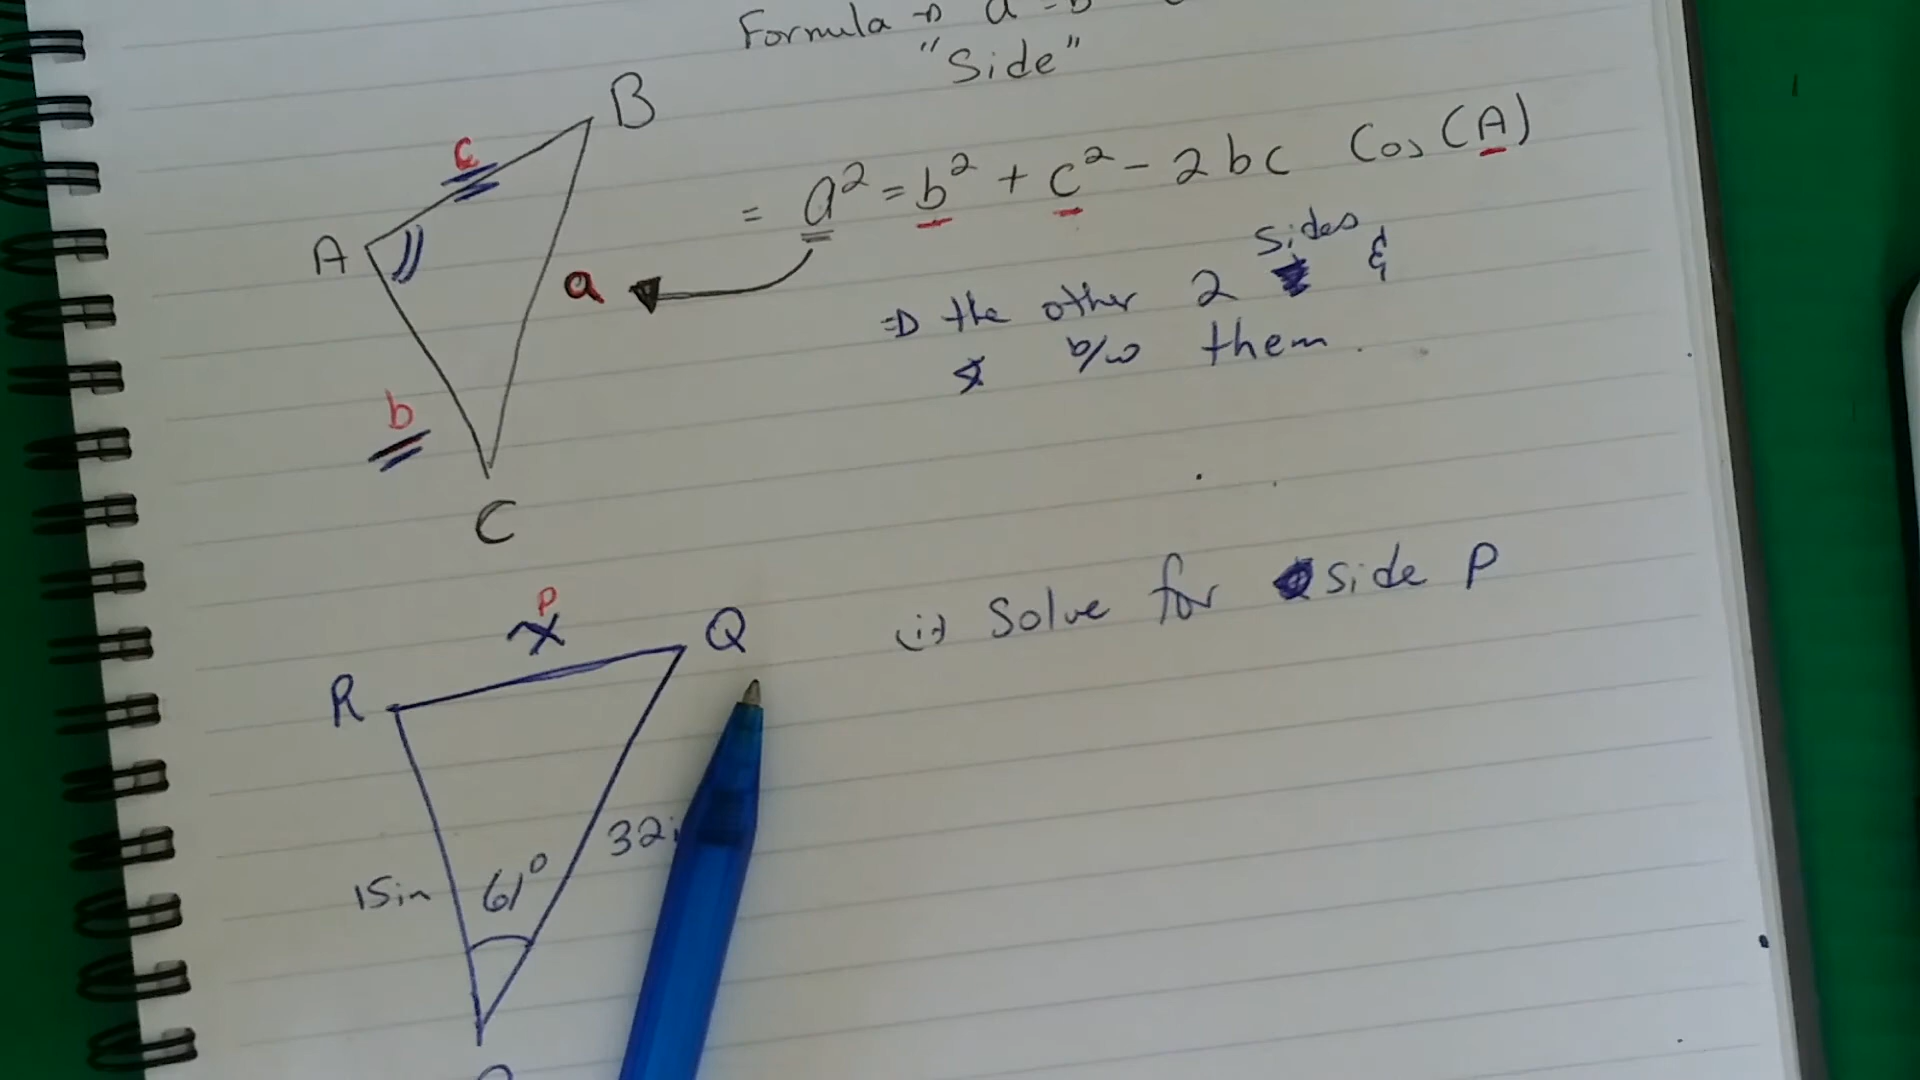 Formula → a
"Side"
B
c
= a² = b² + c² - 2bc Cos (A)
A
a
⇒ the other 2 sides &
∡ b/w them.
b
C
P
x Q
(i) Solve for side P
R
32
15in 61°